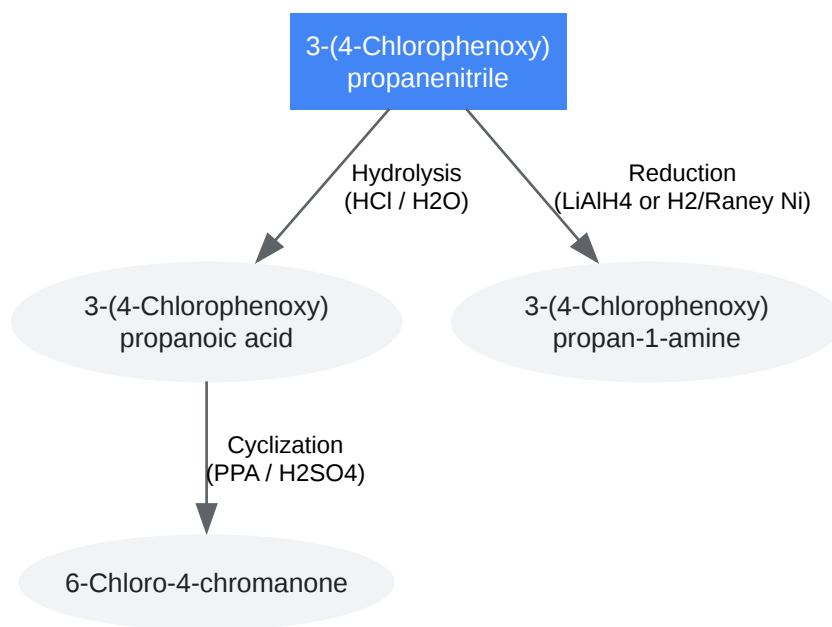 3-(4-Chlorophenoxy)
propanenitrile
Hydrolysis
(HCl / H2O)
Reduction
(LiAlH4 or H2/Raney Ni)
3-(4-Chlorophenoxy)
propanoic acid
3-(4-Chlorophenoxy)
propan-1-amine
Cyclization
(PPA / H2SO4)
6-Chloro-4-chromanone